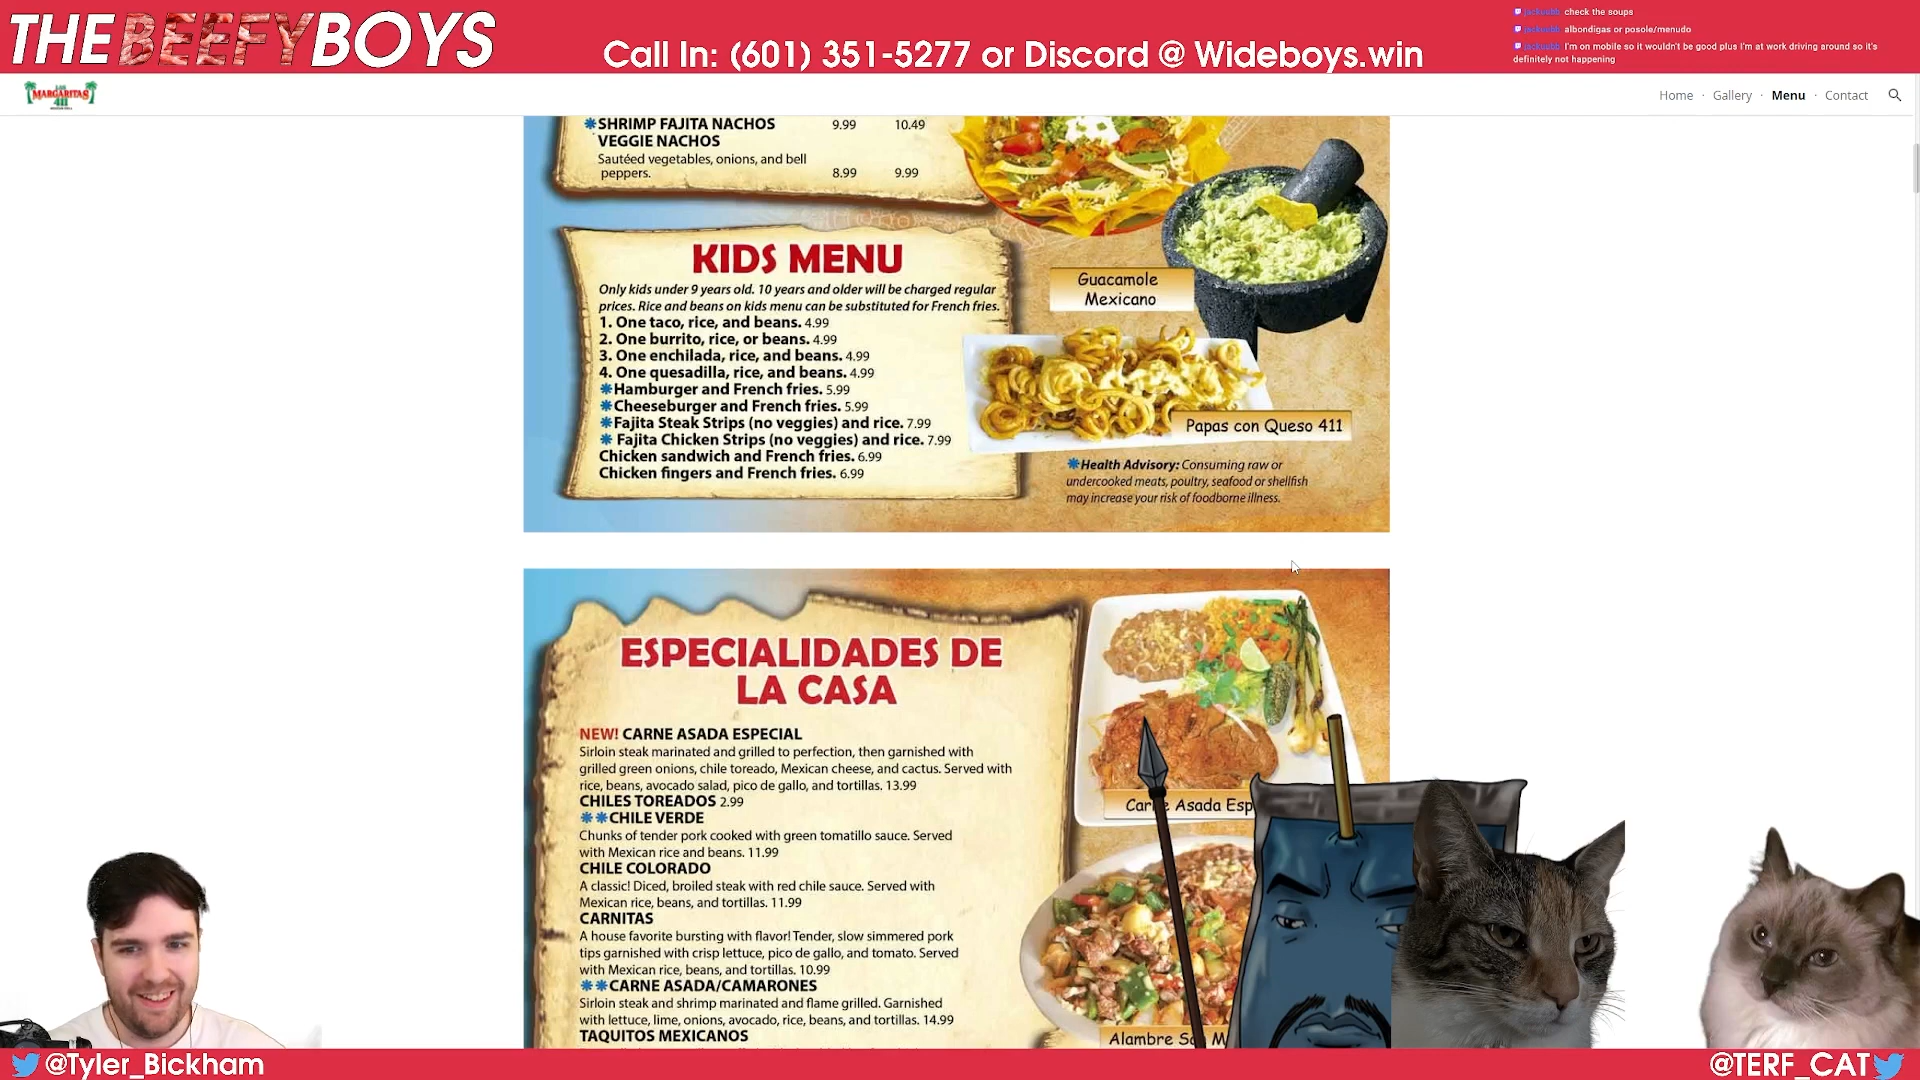 THE BEEFY BOYS
Call In: (601) 351-5277 or Discord @ Wideboys.win
check the soups
albondigas or posole/menudo
I'm on mobile so it wouldn't be good plus I'm at work driving around so it's
definitely not happening
MARGARITAS
411
Home · Gallery · Menu · Contact
✱SHRIMP FAJITA NACHOS 9.99 10.49
VEGGIE NACHOS
Sautéed vegetables, onions, and bell
peppers. 8.99 9.99
KIDS MENU
Only kids under 9 years old. 10 years and older will be charged regular
prices. Rice and beans on kids menu can be substituted for French fries.
1. One taco, rice, and beans. 4.99
2. One burrito, rice, or beans. 4.99
3. One enchilada, rice, and beans. 4.99
4. One quesadilla, rice, and beans. 4.99
✱Hamburger and French fries. 5.99
✱Cheeseburger and French fries. 5.99
✱Fajita Steak Strips (no veggies) and rice. 7.99
✱ Fajita Chicken Strips (no veggies) and rice. 7.99
Chicken sandwich and French fries. 6.99
Chicken fingers and French fries. 6.99
Guacamole
Mexicano
Papas con Queso 411
✱Health Advisory: Consuming raw or
undercooked meats, poultry, seafood or shellfish
may increase your risk of foodborne illness.
ESPECIALIDADES DE
LA CASA
NEW! CARNE ASADA ESPECIAL
Sirloin steak marinated and grilled to perfection, then garnished with
grilled green onions, chile toreado, Mexican cheese, and cactus. Served with
rice, beans, avocado salad, pico de gallo, and tortillas. 13.99
CHILES TOREADOS 2.99
✱✱CHILE VERDE
Chunks of tender pork cooked with green tomatillo sauce. Served
with Mexican rice and beans. 11.99
CHILE COLORADO
A classic! Diced, broiled steak with red chile sauce. Served with
Mexican rice, beans, and tortillas. 11.99
CARNITAS
A house favorite bursting with flavor! Tender, slow simmered pork
tips garnished with crisp lettuce, pico de gallo, and tomato. Served
with Mexican rice, beans, and tortillas. 10.99
✱✱CARNE ASADA/CAMARONES
Sirloin steak and shrimp marinated and flame grilled. Garnished
with lettuce, lime, onions, avocado, rice, beans, and tortillas. 14.99
TAQUITOS MEXICANOS
Carne Asada Esp
Alambre Sa
@Tyler_Bickham
@TERF_CAT